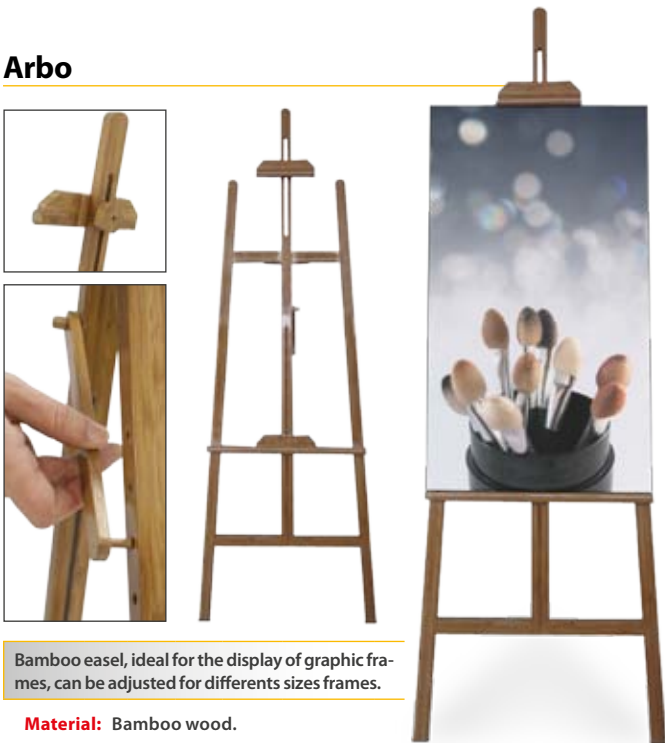 Arbo
Bamboo easel, ideal for the display of graphic fra-
mes, can be adjusted for differents sizes frames.
Material: Bamboo wood.